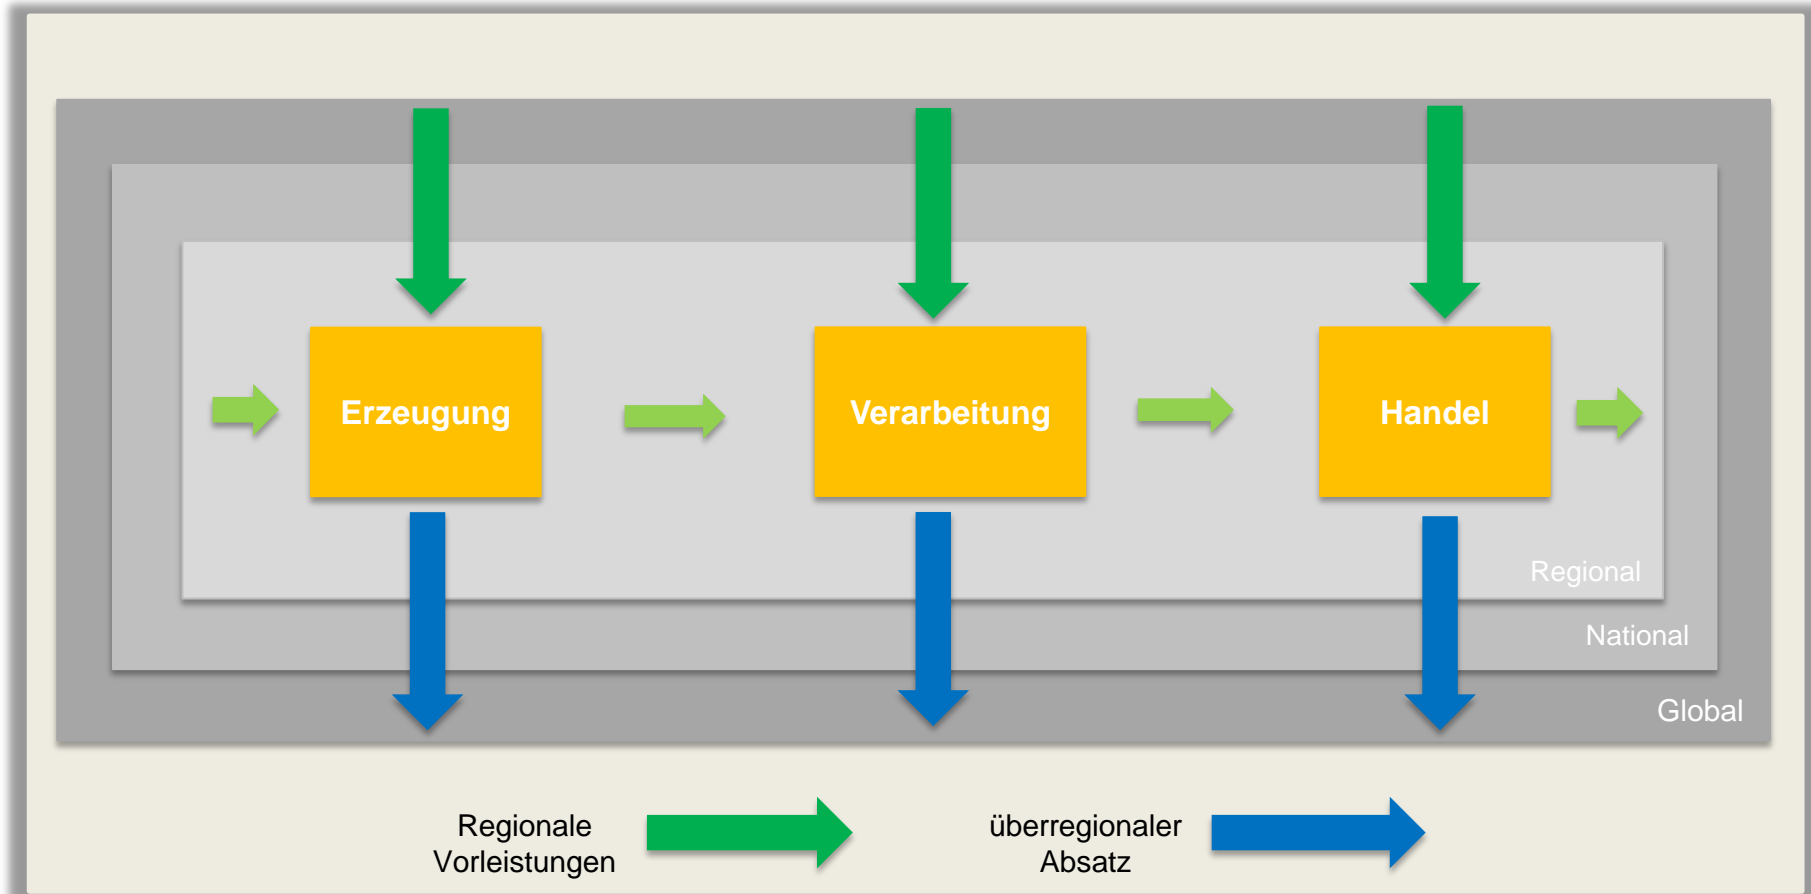 Erzeugung
Verarbeitung
Handel
Regional
National
Global
Regionale
Vorleistungen
überregionaler
Absatz